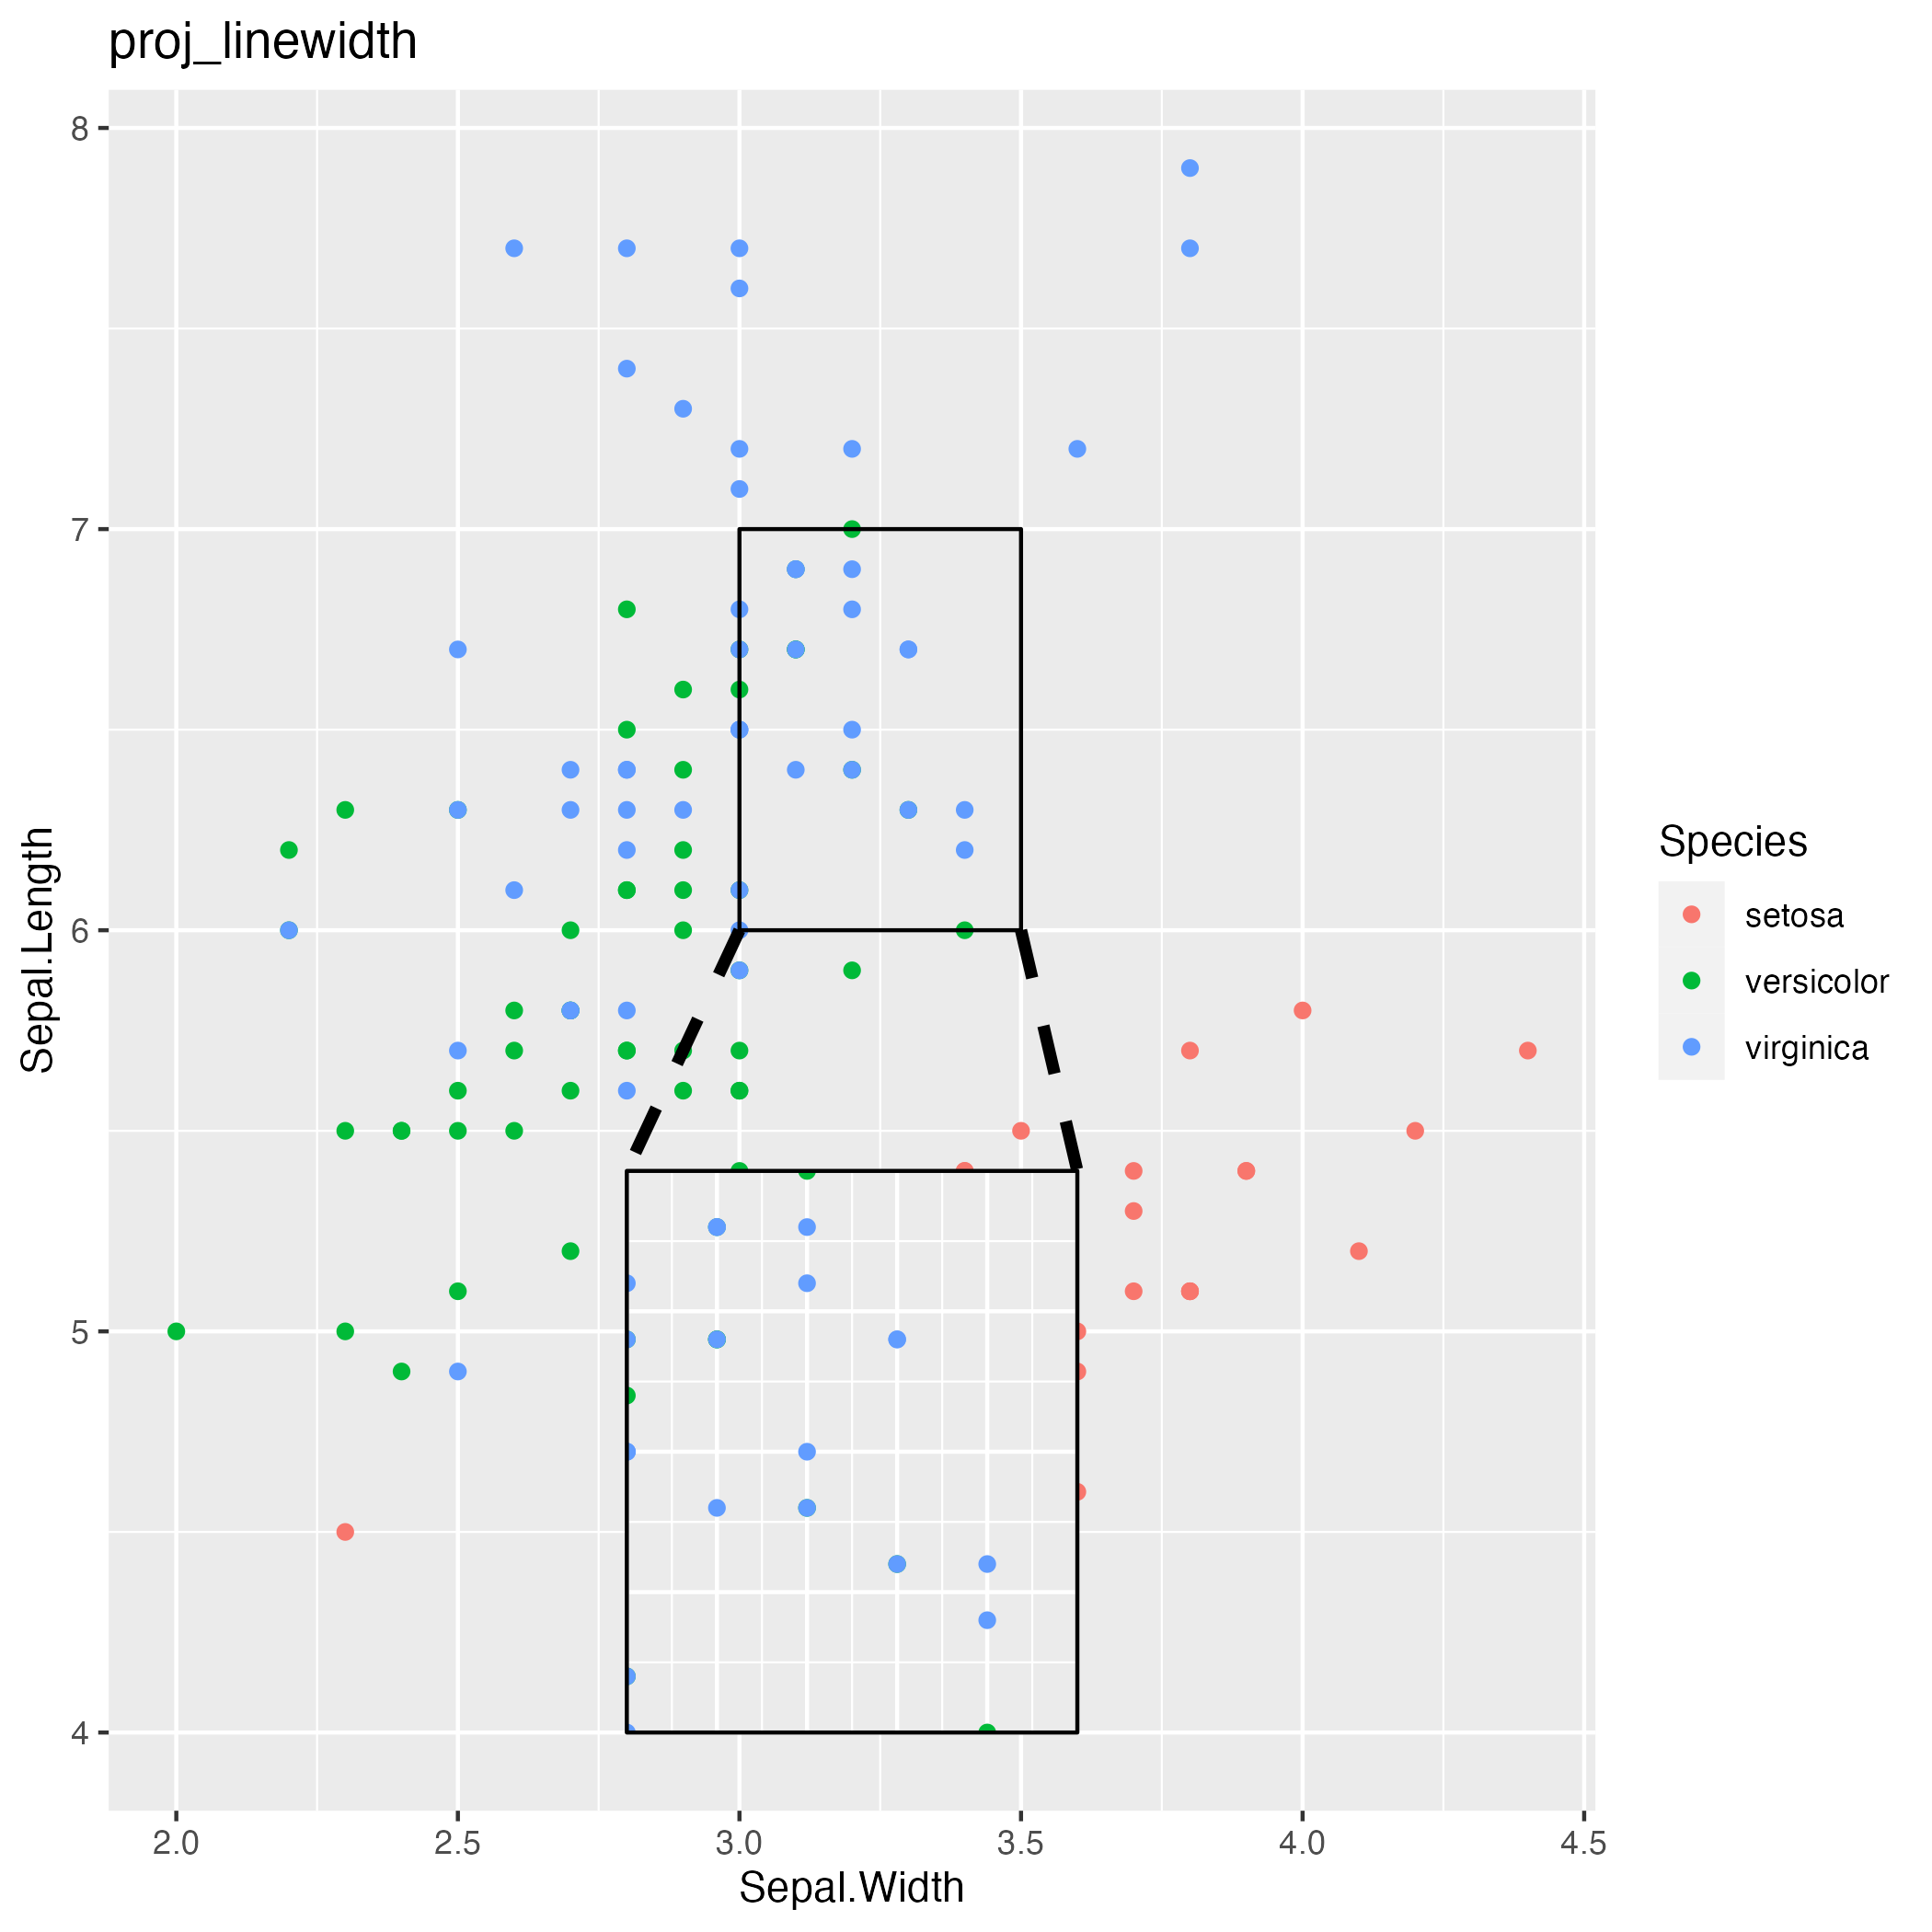 proj_linewidth
8
7
6
5
4
Sepal.Length
2.0 2.5 3.0 3.5 4.0 4.5
Sepal.Width
Species
setosa
versicolor
virginica